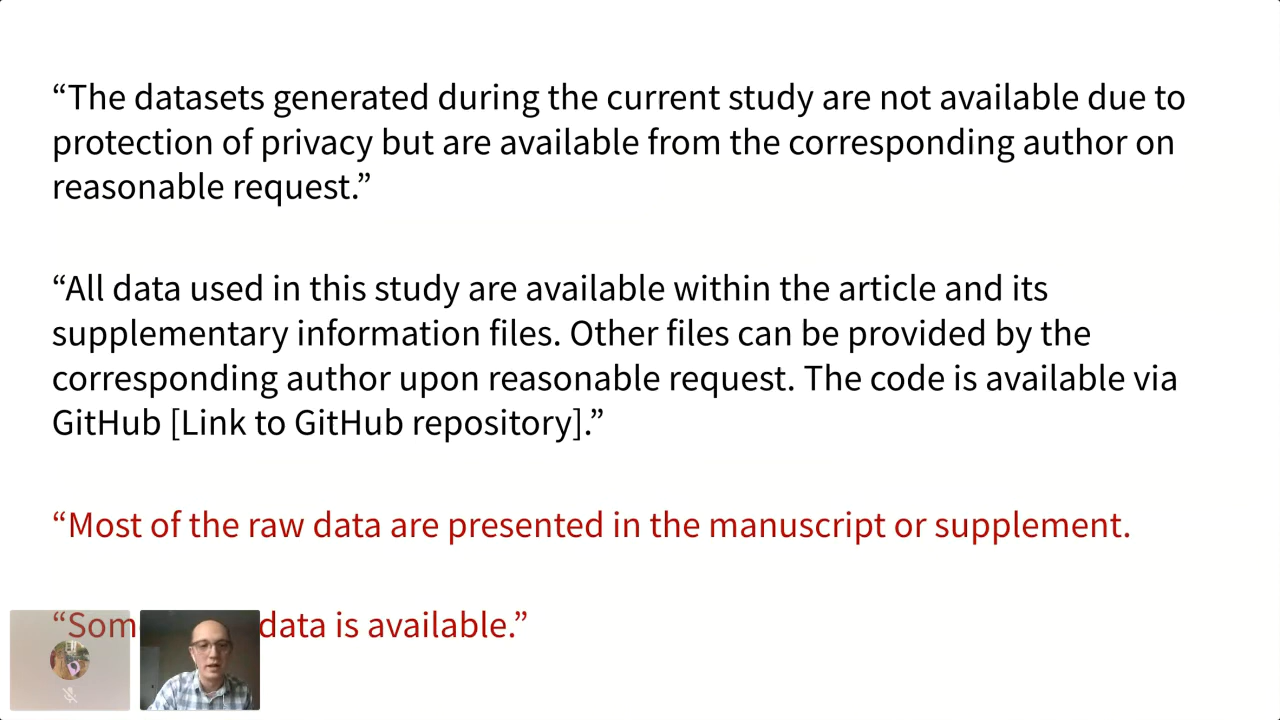 “The datasets generated during the current study are not available due to
protection of privacy but are available from the corresponding author on
reasonable request.”
“All data used in this study are available within the article and its
supplementary information files. Other files can be provided by the
corresponding author upon reasonable request. The code is available via
GitHub [Link to GitHub repository].”
“Most of the raw data are presented in the manuscript or supplement.
“Som data is available.”